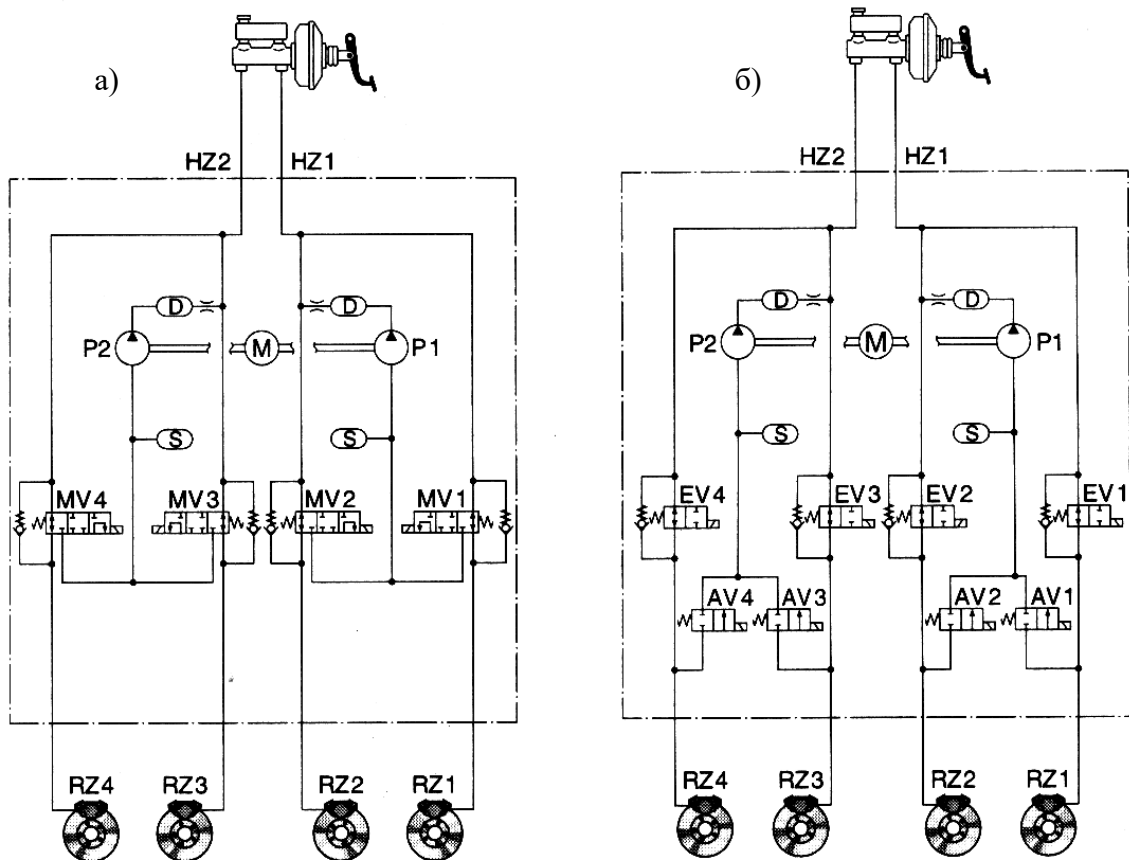 а)
HZ2 HZ1
D D
P2 M P1
S S
MV4 MV3 MV2 MV1
RZ4 RZ3 RZ2 RZ1
б)
HZ2 HZ1
D D
P2 M P1
S S
EV4 EV3 EV2 EV1
AV4 AV3 AV2 AV1
RZ4 RZ3 RZ2 RZ1